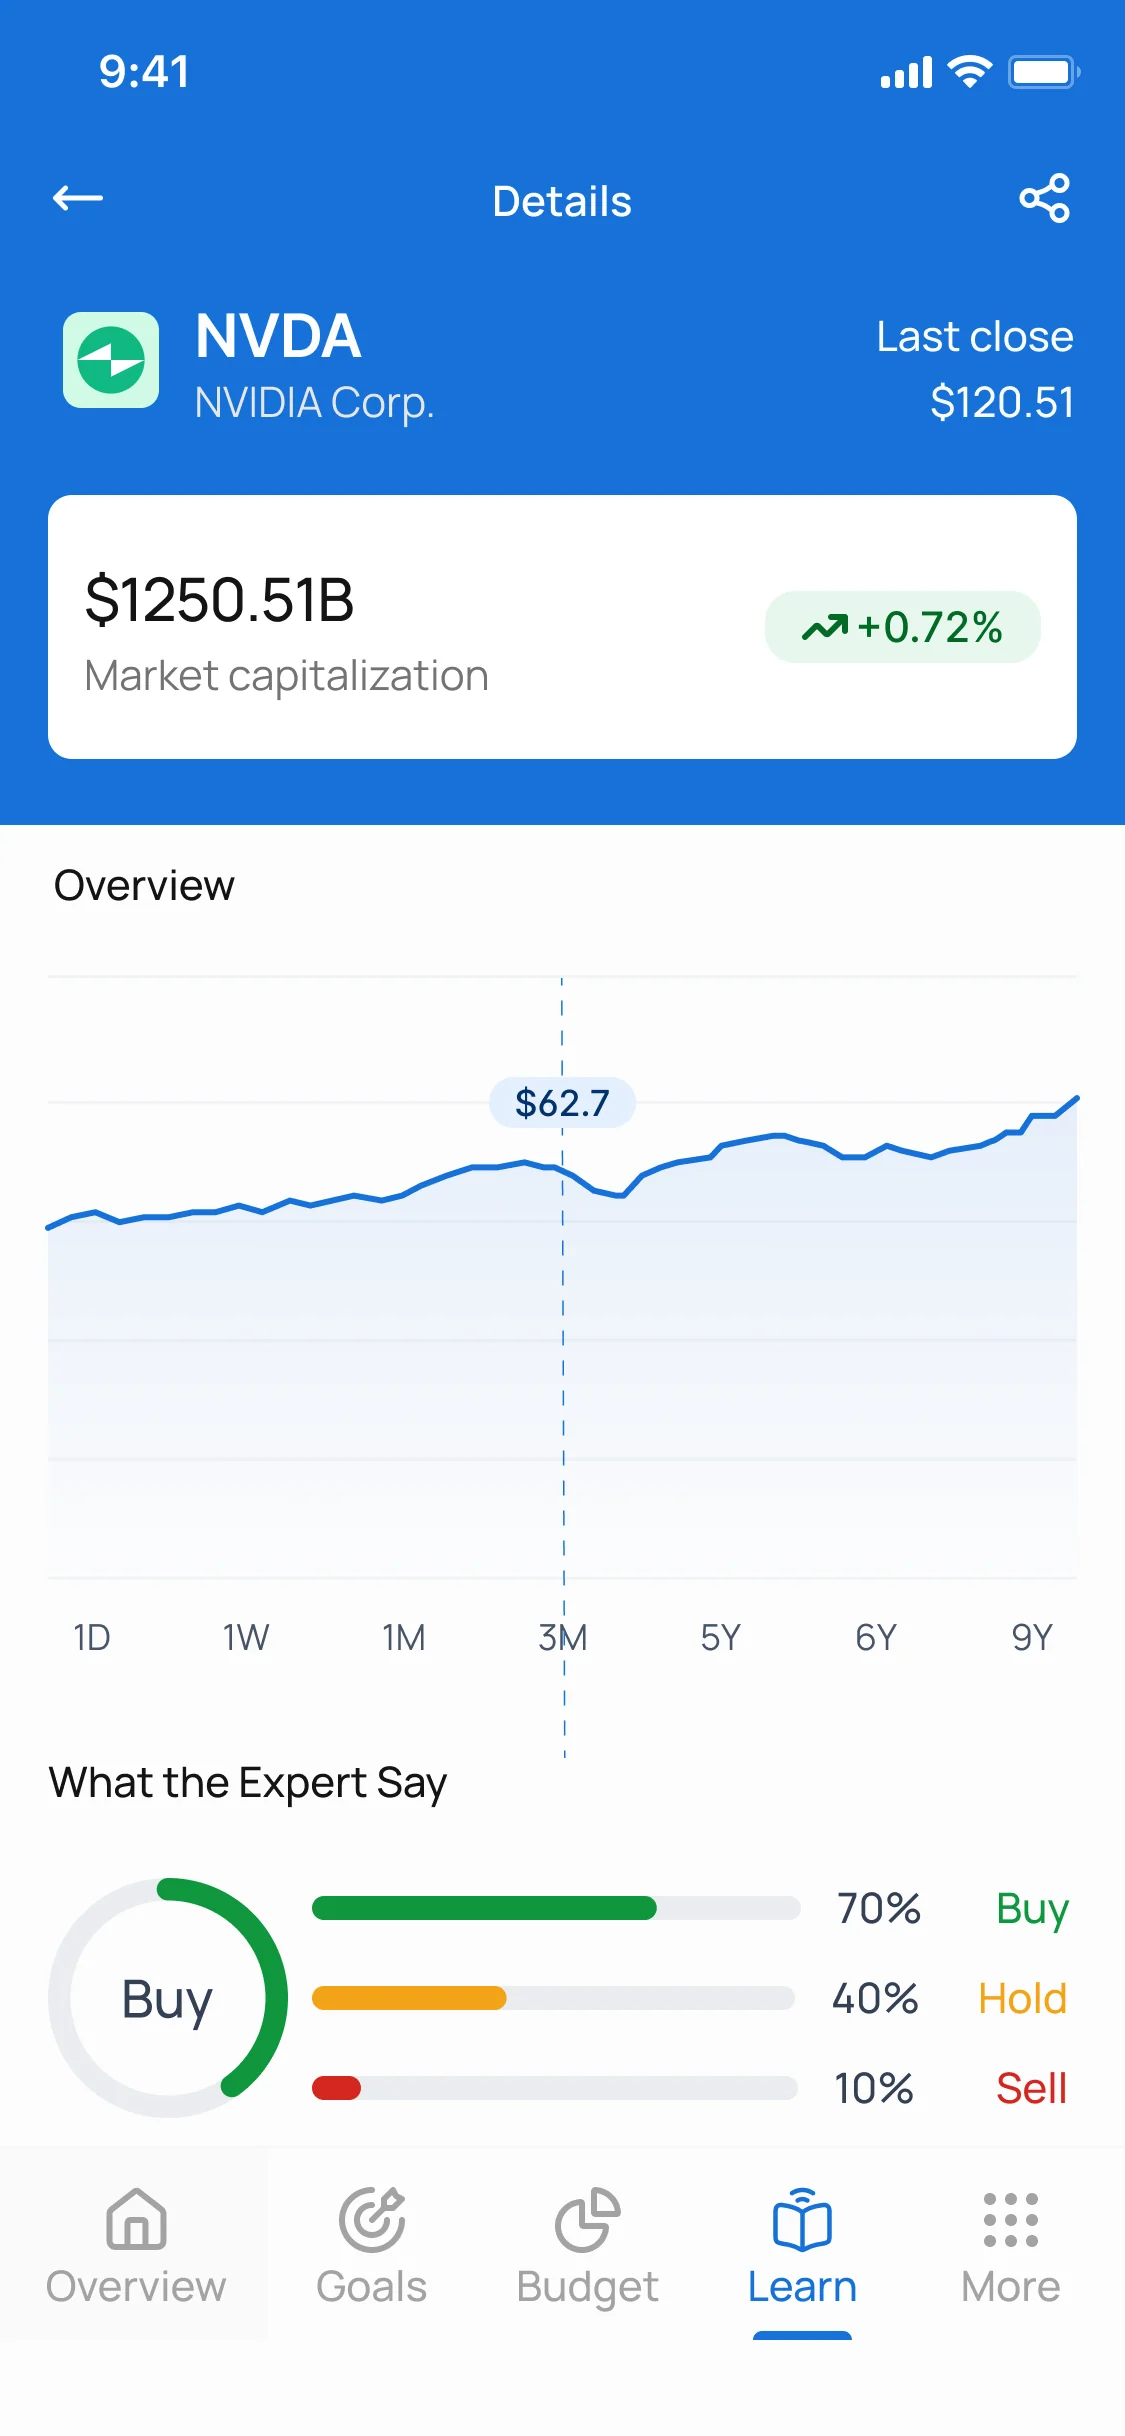 9:41
Details
NVDA
NVIDIA Corp.
Last close
$120.51
$1250.51B
Market capitalization
+0.72%
Overview
$62.7
1D 1W 1M 3M 5Y 6Y 9Y
What the Expert Say
Buy
70% Buy
40% Hold
10% Sell
Overview Goals Budget Learn More